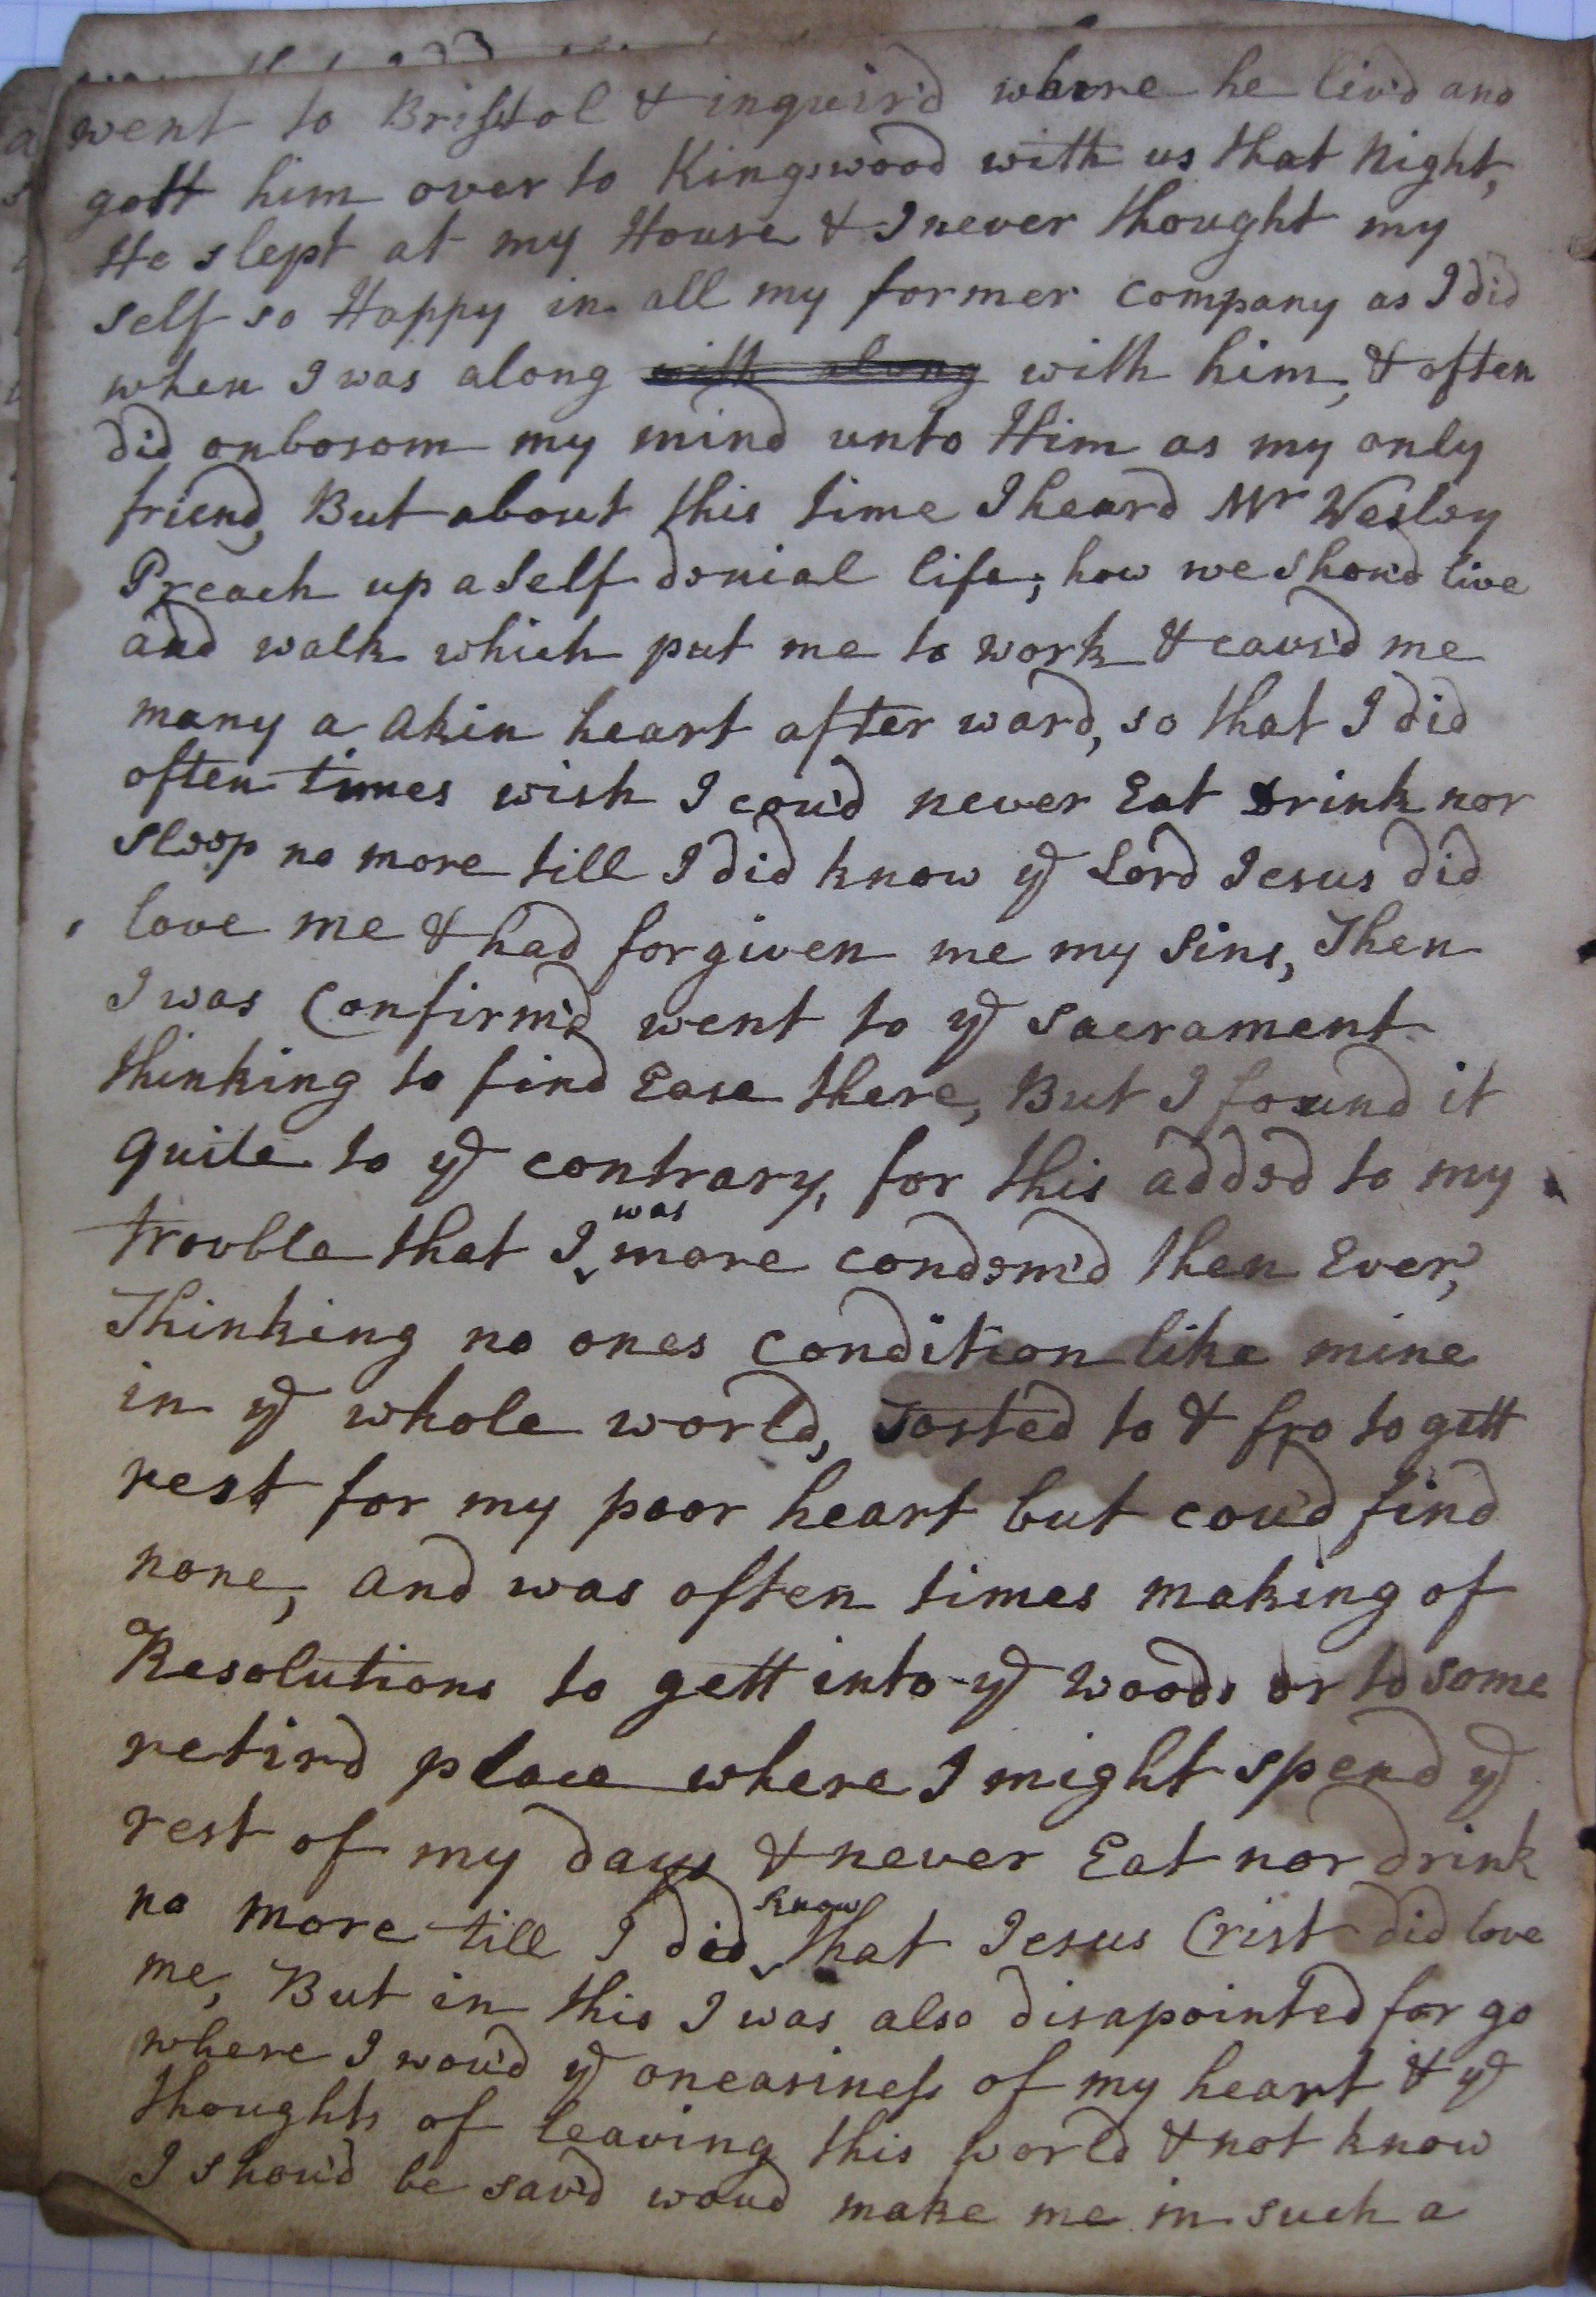 went to Bristol & inquir'd whore he liv'd and
gott him over to Kingswood with us that Night,
He slept at my House & I never thought my
self so Happy in all my former company as I did
when I was along with along with him, & often
did onbosom my mind unto Him as my only
friend, But about this time I heard Mr Wesley
Preach up a self denial life; how we shou'd live
and walk which put me to work & caus'd me
many a akin heart after ward, so that I did
often times wish I cou'd never Eat Drink nor
sleep no more till I did know ye Lord Jesus did
love me & had forgiven me my sins, Then
I was Confirm'd went to ye Sacrament
thinking to find Ease there, But I found it
quite to ye contrary, for this added to my
trouble that I was more condem'd then Ever,
Thinking no ones condition like mine
in ye whole world, Tosted to & fro to gett
rest for my poor heart but cou'd find
none, and was often times making of
Resolutions to gett into ye woods or to some
retird place where I might spend ye
rest of my days & never Eat nor drink
no more till I did know that Jesus Crist did love
me, But in this I was also disapointed for go
where I wou'd ye oneasiness of my heart & ye
thoughts of leaving this world & not know
I shou'd be sav'd woud make me in such a